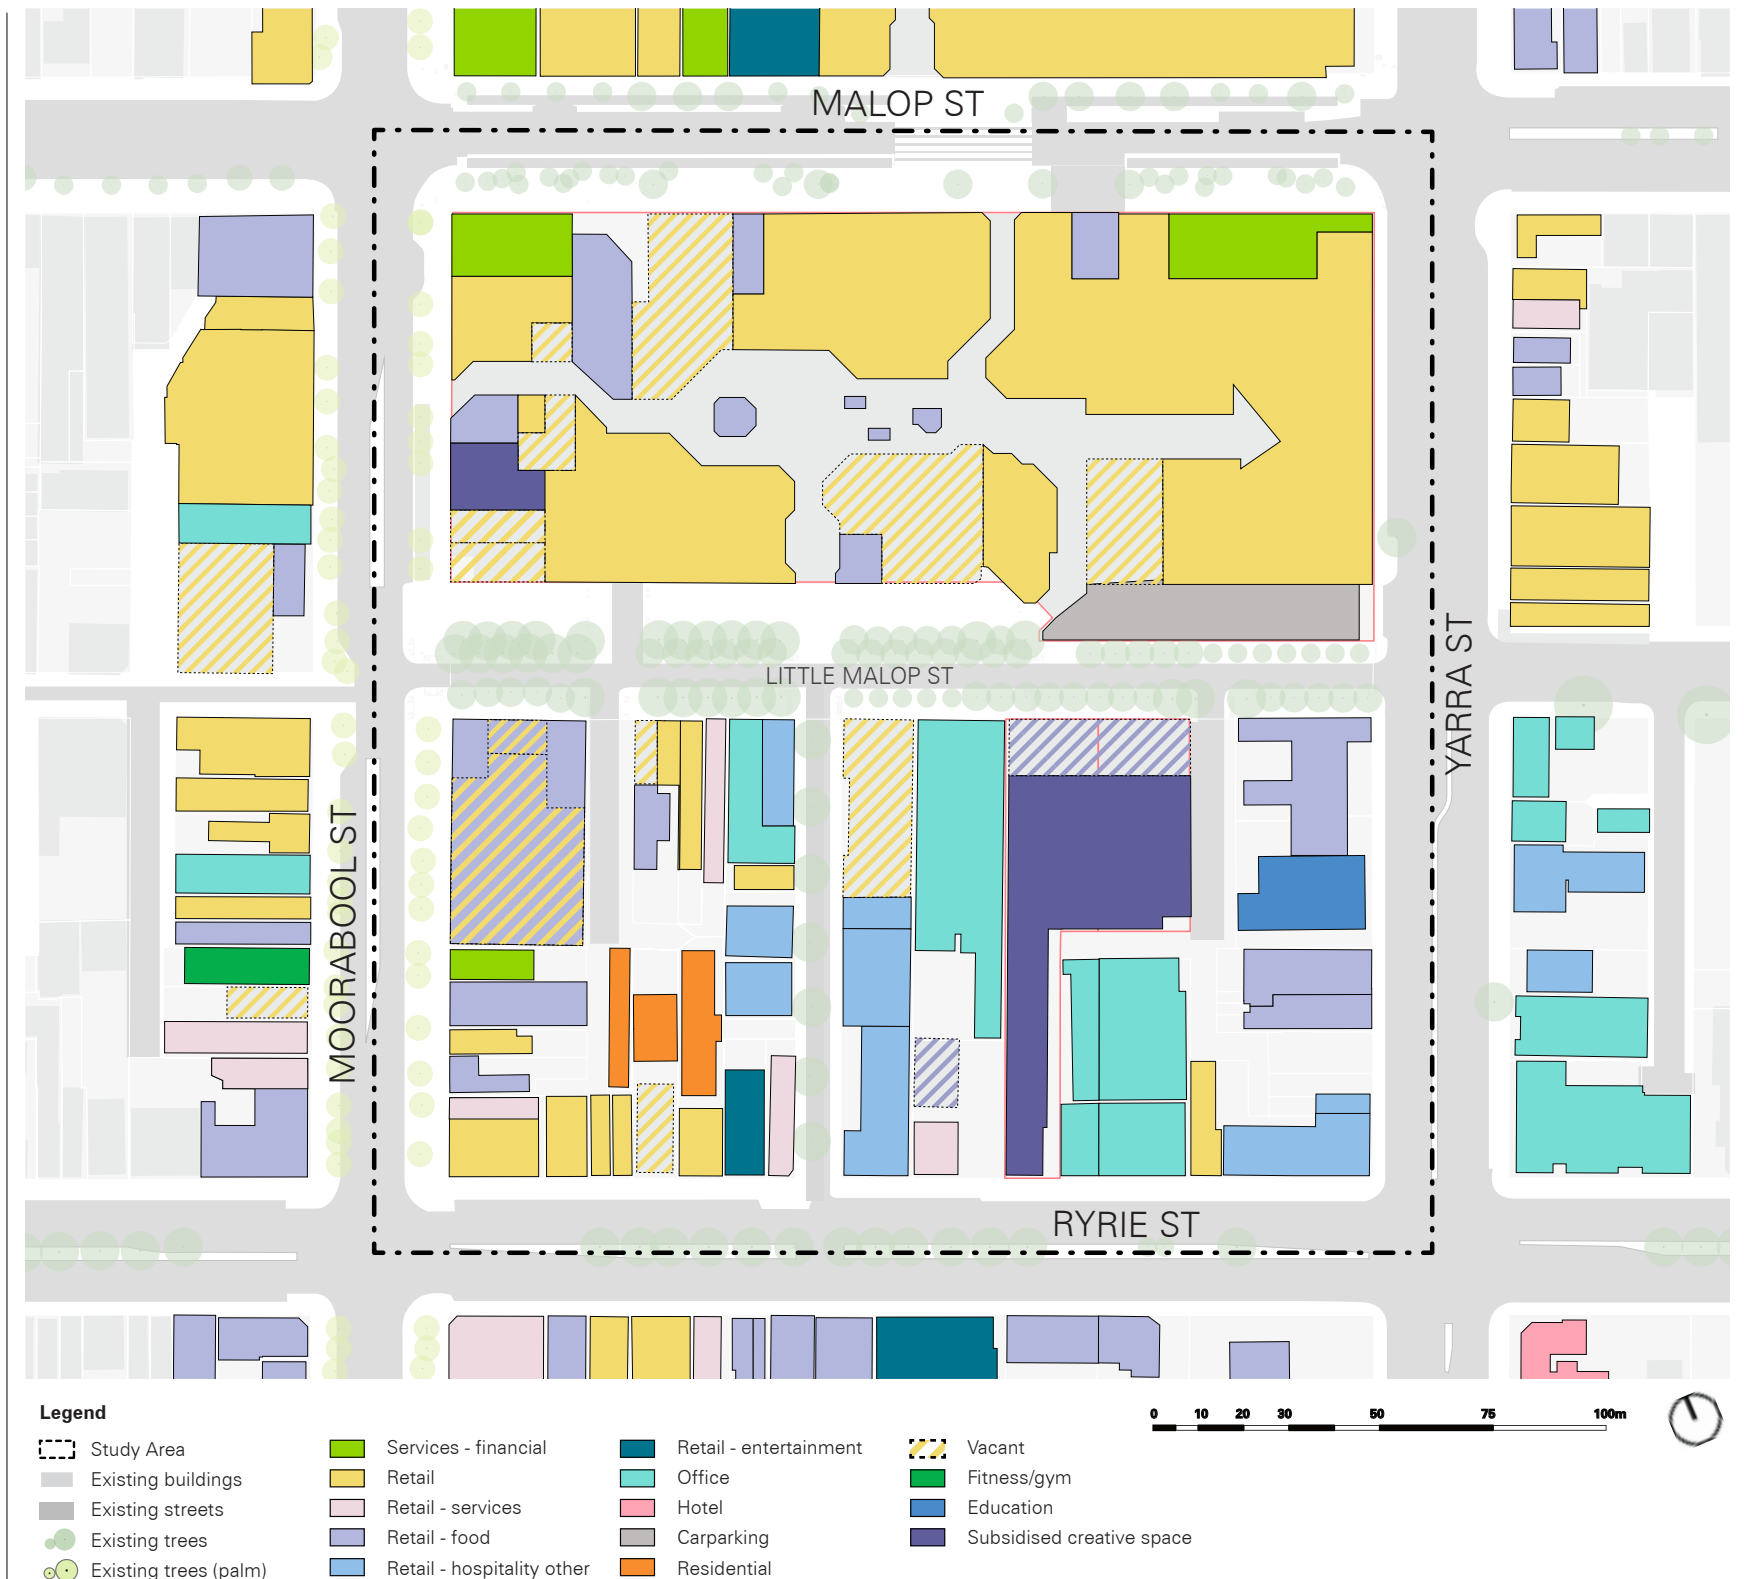 MALOP ST
LITTLE MALOP ST
YARRA ST
MOORABOOL ST
RYRIE ST
Legend
0 10 20 30 50 75 100m
Study Area
Existing buildings
Existing streets
Existing trees
Existing trees (palm)
Services - financial
Retail
Retail - services
Retail - food
Retail - hospitality other
Retail - entertainment
Office
Hotel
Carparking
Residential
Vacant
Fitness/gym
Education
Subsidised creative space